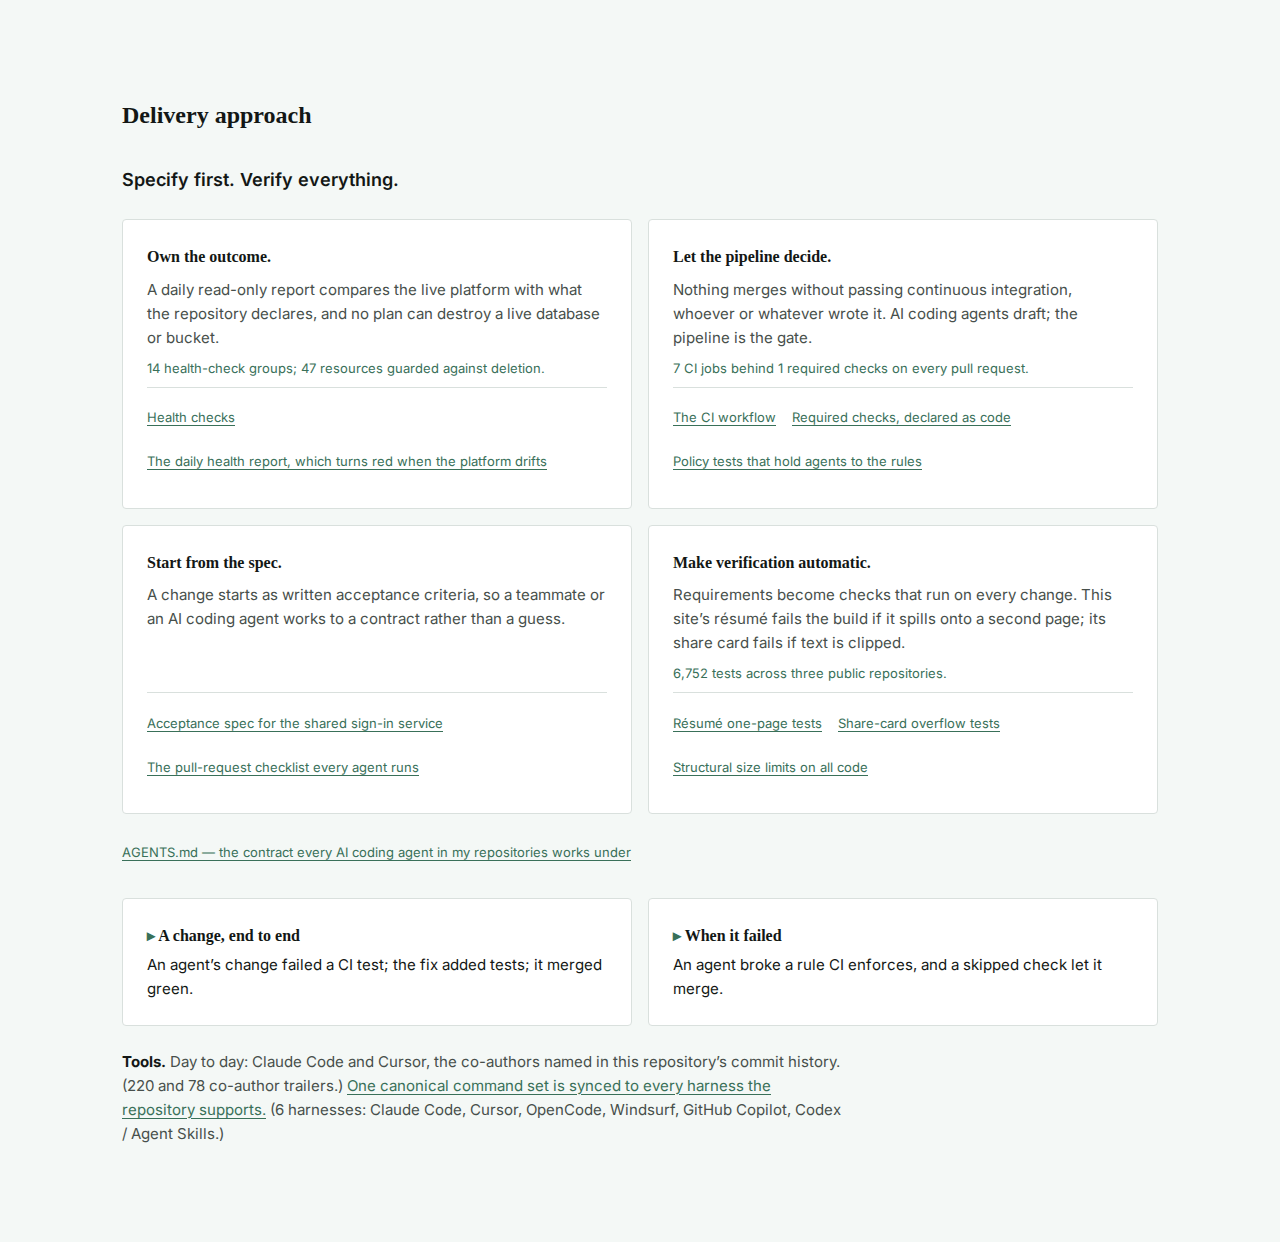 Delivery approach
Specify first. Verify everything.
Own the outcome.
A daily read-only report compares the live platform with what
the repository declares, and no plan can destroy a live database
or bucket.
14 health-check groups; 47 resources guarded against deletion.
Health checks
The daily health report, which turns red when the platform drifts
Let the pipeline decide.
Nothing merges without passing continuous integration,
whoever or whatever wrote it. AI coding agents draft; the
pipeline is the gate.
7 CI jobs behind 1 required checks on every pull request.
The CI workflow Required checks, declared as code
Policy tests that hold agents to the rules
Start from the spec.
A change starts as written acceptance criteria, so a teammate or
an AI coding agent works to a contract rather than a guess.
Acceptance spec for the shared sign-in service
The pull-request checklist every agent runs
Make verification automatic.
Requirements become checks that run on every change. This
site’s résumé fails the build if it spills onto a second page; its
share card fails if text is clipped.
6,752 tests across three public repositories.
Résumé one-page tests Share-card overflow tests
Structural size limits on all code
AGENTS.md — the contract every AI coding agent in my repositories works under
▸ A change, end to end
An agent’s change failed a CI test; the fix added tests; it merged
green.
▸ When it failed
An agent broke a rule CI enforces, and a skipped check let it
merge.
Tools. Day to day: Claude Code and Cursor, the co-authors named in this repository’s commit history.
(220 and 78 co-author trailers.) One canonical command set is synced to every harness the
repository supports. (6 harnesses: Claude Code, Cursor, OpenCode, Windsurf, GitHub Copilot, Codex
/ Agent Skills.)